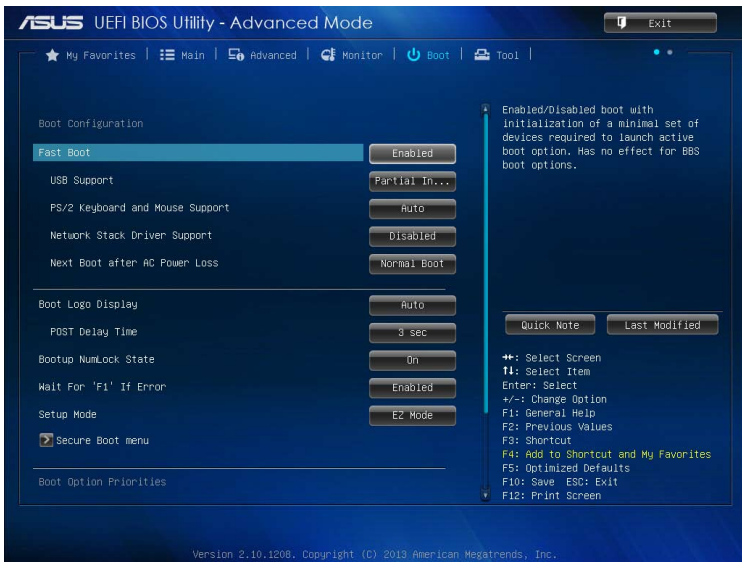 ASUS UEFI BIOS Utility - Advanced Mode
Exit
My Favorites | Main | Advanced | Monitor | Boot | Tool |
Boot Configuration
Fast Boot Enabled
USB Support Partial In...
PS/2 Keyboard and Mouse Support Auto
Network Stack Driver Support Disabled
Next Boot after AC Power Loss Normal Boot
Boot Logo Display Auto
POST Delay Time 3 sec
Bootup NumLock State On
Wait For 'F1' If Error Enabled
Setup Mode EZ Mode
Secure Boot menu
Boot Option Priorities
Enabled/Disabled boot with
initialization of a minimal set of
devices required to launch active
boot option. Has no effect for BBS
boot options.
Quick Note Last Modified
→←: Select Screen
↑↓: Select Item
Enter: Select
+/-: Change Option
F1: General Help
F2: Previous Values
F3: Shortcut
F4: Add to Shortcut and My Favorites
F5: Optimized Defaults
F10: Save ESC: Exit
F12: Print Screen
Version 2.10.1208. Copyright (C) 2013 American Megatrends, Inc.